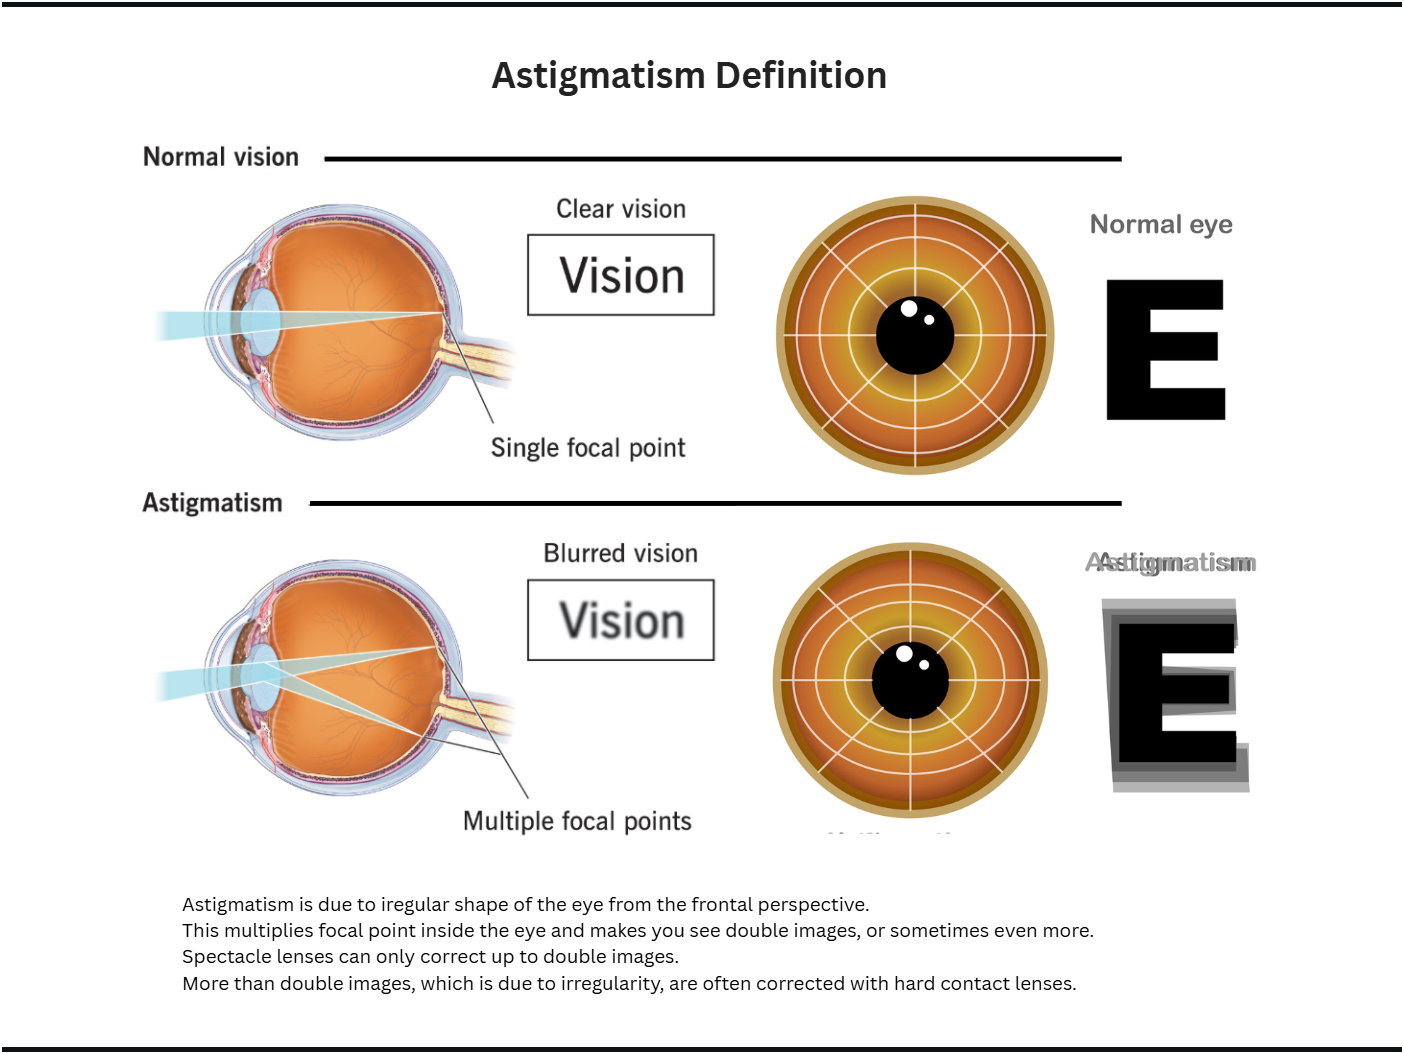 Astigmatism Definition
Normal vision
Clear vision
Vision
Single focal point
Normal eye
E
Astigmatism
Blurred vision
Vision
Multiple focal points
Astigmatism
E
Astigmatism is due to iregular shape of the eye from the frontal perspective.
This multiplies focal point inside the eye and makes you see double images, or sometimes even more.
Spectacle lenses can only correct up to double images.
More than double images, which is due to irregularity, are often corrected with hard contact lenses.